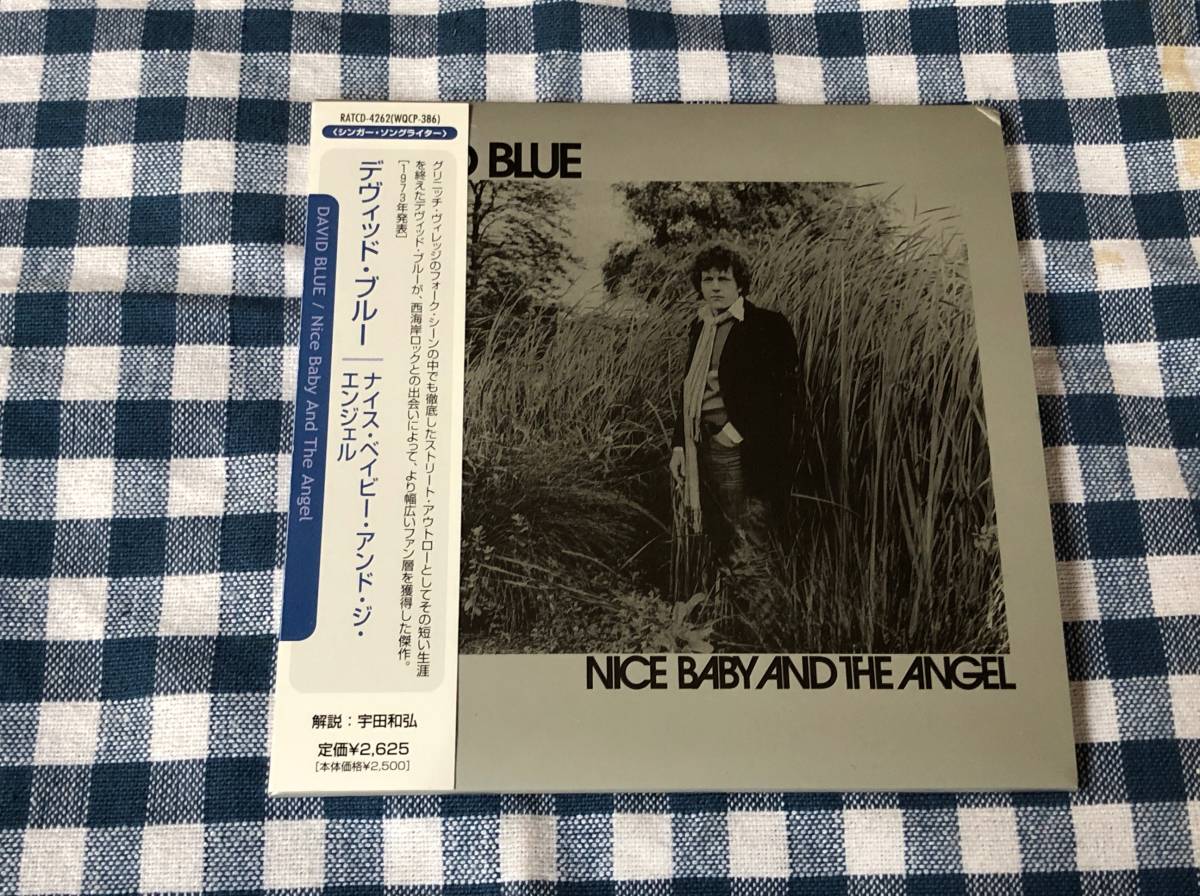 RATCD-4262(WQCP-386)
〈シンガー・ソングライター〉
グリニッチ・ヴィレッジのフォーク・シーンの中でも徹底したストリート・アウトローとしてその短い生涯
を終えたデヴィッド・ブルーが、西海岸ロックとの出会いによって、より幅広いファン層を獲得した傑作。
[1973年発表]
デヴィッド・ブルー
ナイス・ベイビー・アンド・ジ・
エンジェル
DAVID BLUE / Nice Baby And The Angel
解説：宇田和弘
定価¥2,625
[本体価格¥2,500]
D BLUE
NICE BABY AND THE ANGEL